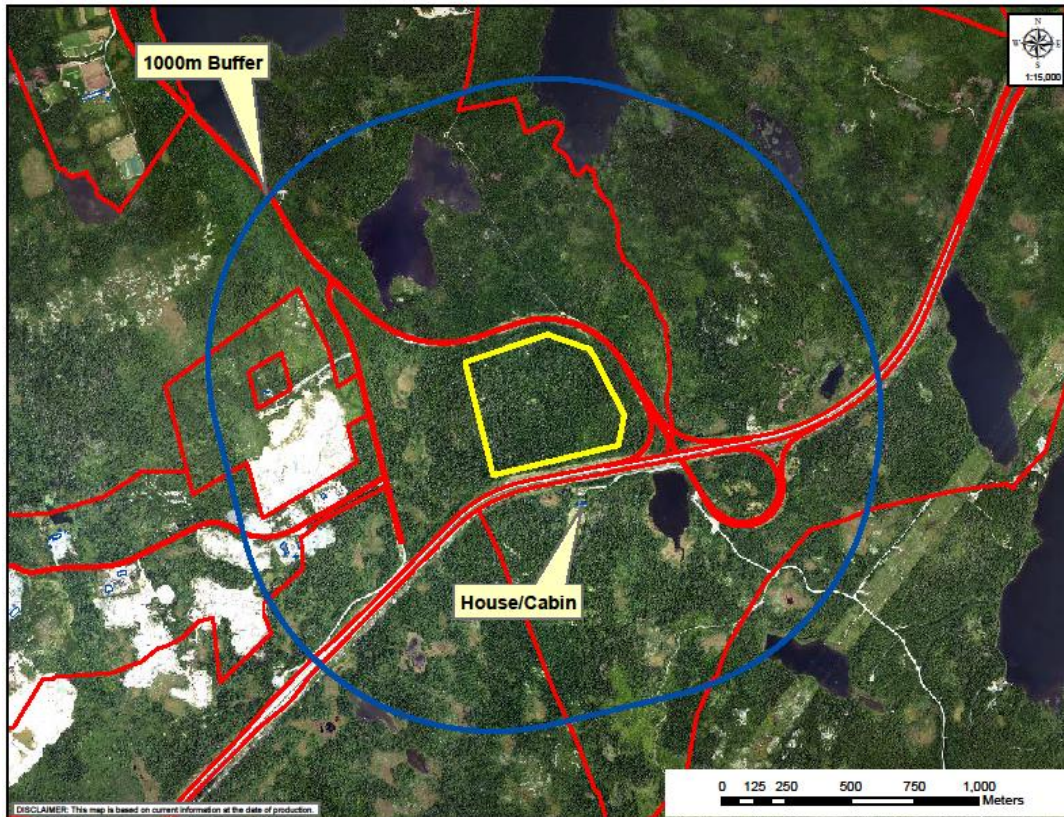 1000m Buffer
N
W
E
S
1:15,000
House/Cabin
0 125 250 500 750 1,000
Meters
DISCLAIMER: This map is based on current information at the date of production.